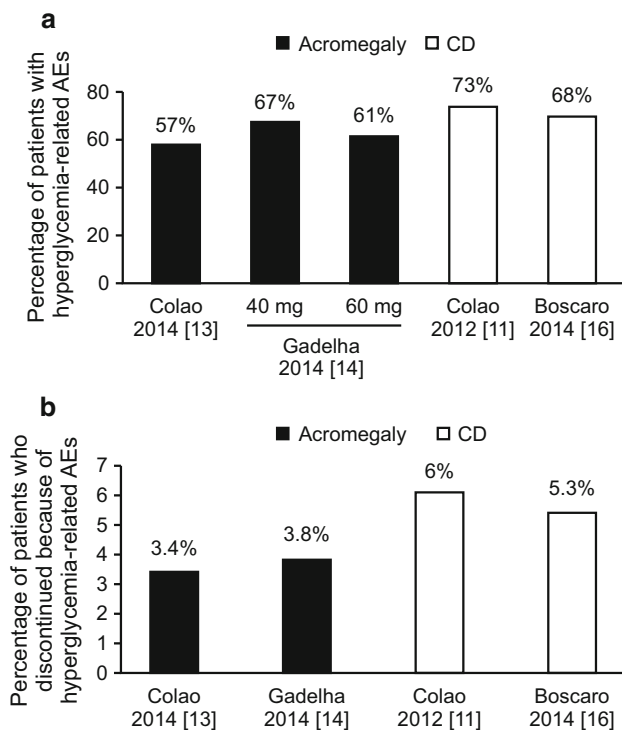 a
Acromegaly CD
Percentage of patients with
hyperglycemia-related AEs
80
60
40
20
0
57%
67%
61%
73%
68%
Colao
2014 [13]
40 mg
60 mg
Gadelha
2014 [14]
Colao
2012 [11]
Boscaro
2014 [16]
b
Acromegaly CD
Percentage of patients who
discontinued because of
hyperglycemia-related AEs
7
6
5
4
3
2
1
0
3.4%
3.8%
6%
5.3%
Colao
2014 [13]
Gadelha
2014 [14]
Colao
2012 [11]
Boscaro
2014 [16]